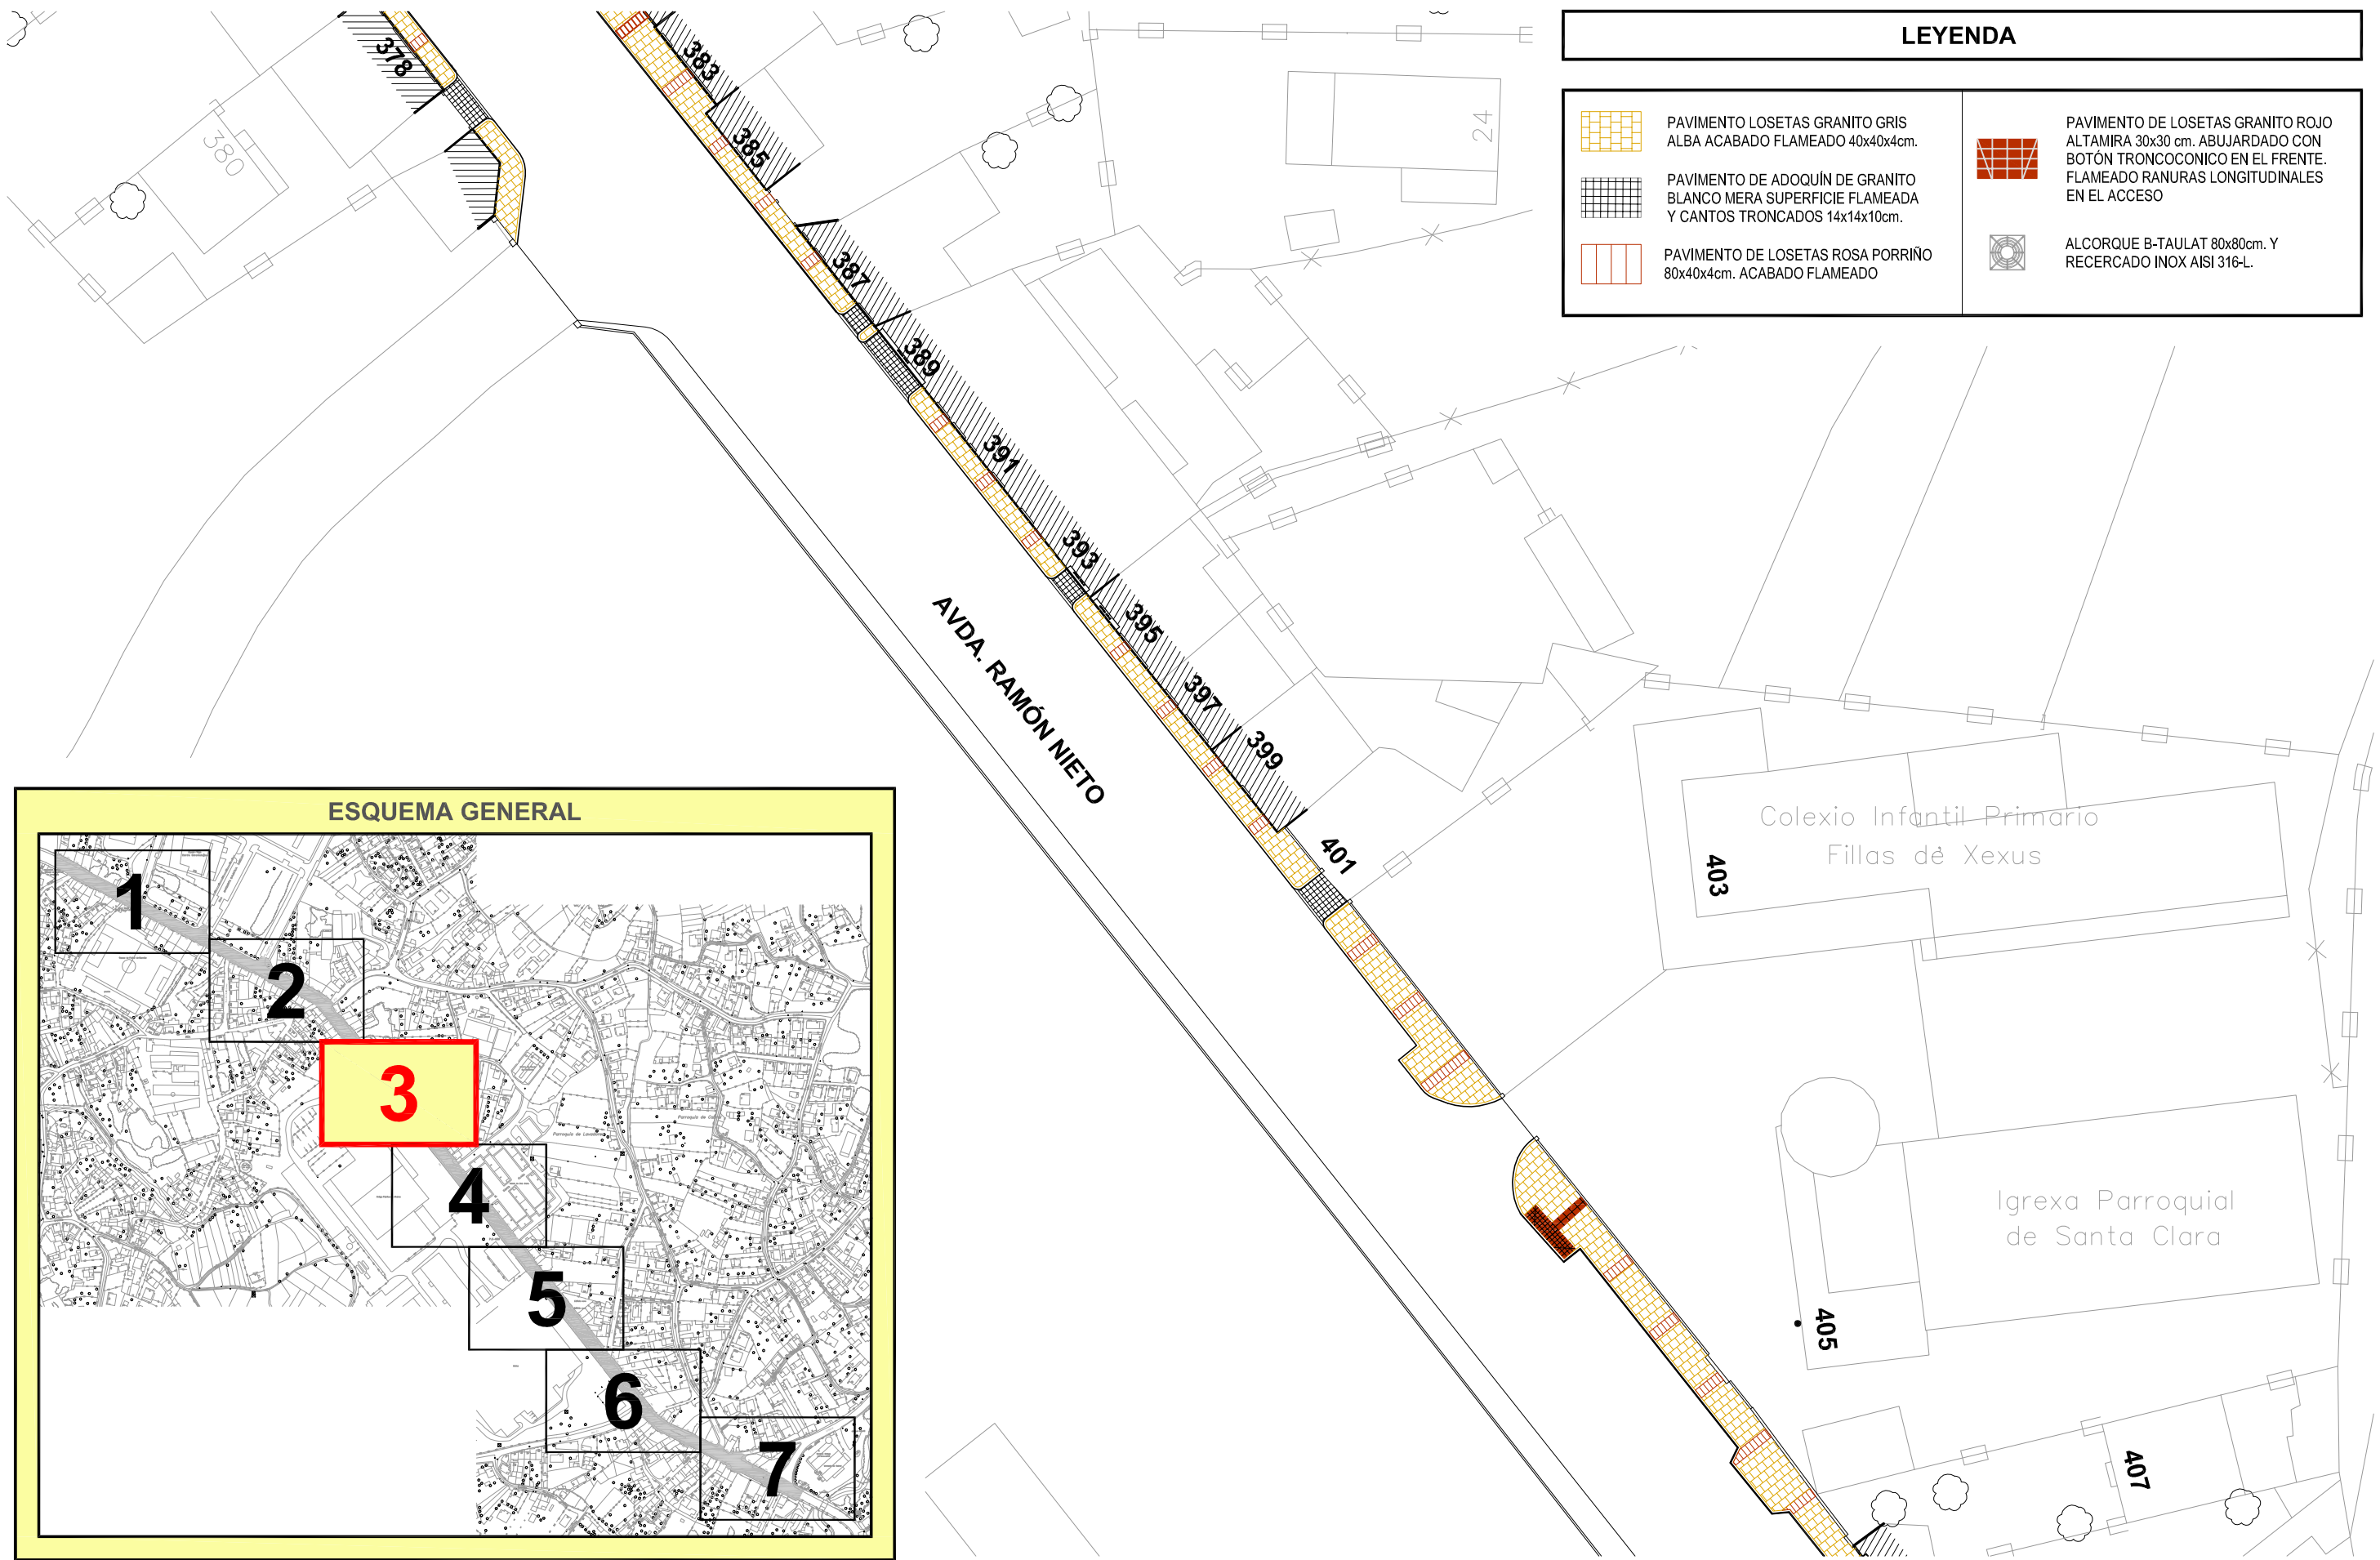 LEYENDA
PAVIMENTO LOSETAS GRANITO GRIS
ALBA ACABADO FLAMEADO 40x40x4cm.
PAVIMENTO DE ADOQUÍN DE GRANITO
BLANCO MERA SUPERFICIE FLAMEADA
Y CANTOS TRONCADOS 14x14x10cm.
PAVIMENTO DE LOSETAS ROSA PORRIÑO
80x40x4cm. ACABADO FLAMEADO
PAVIMENTO DE LOSETAS GRANITO ROJO
ALTAMIRA 30x30 cm. ABUJARDADO CON
BOTÓN TRONCOCONICO EN EL FRENTE.
FLAMEADO RANURAS LONGITUDINALES
EN EL ACCESO
ALCORQUE B-TAULAT 80x80cm. Y
RECERCADO INOX AISI 316-L.
378
380
383
385
24
387
389
391
393
395
397
399
401
AVDA. RAMÓN NIETO
403
Colexio Infantil Primario
Fillas de Xexus
Igrexa Parroquial
de Santa Clara
405
407
ESQUEMA GENERAL
1
2
3
4
5
6
7